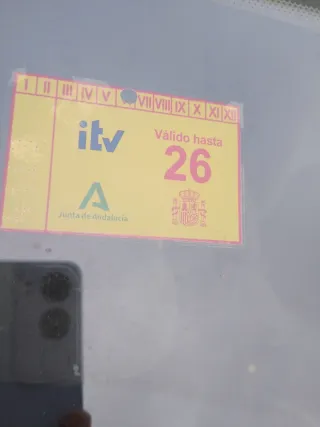 I II III IV V VII VIII IX X XI XII
itv
Válido hasta
26
Junta de Andalucía